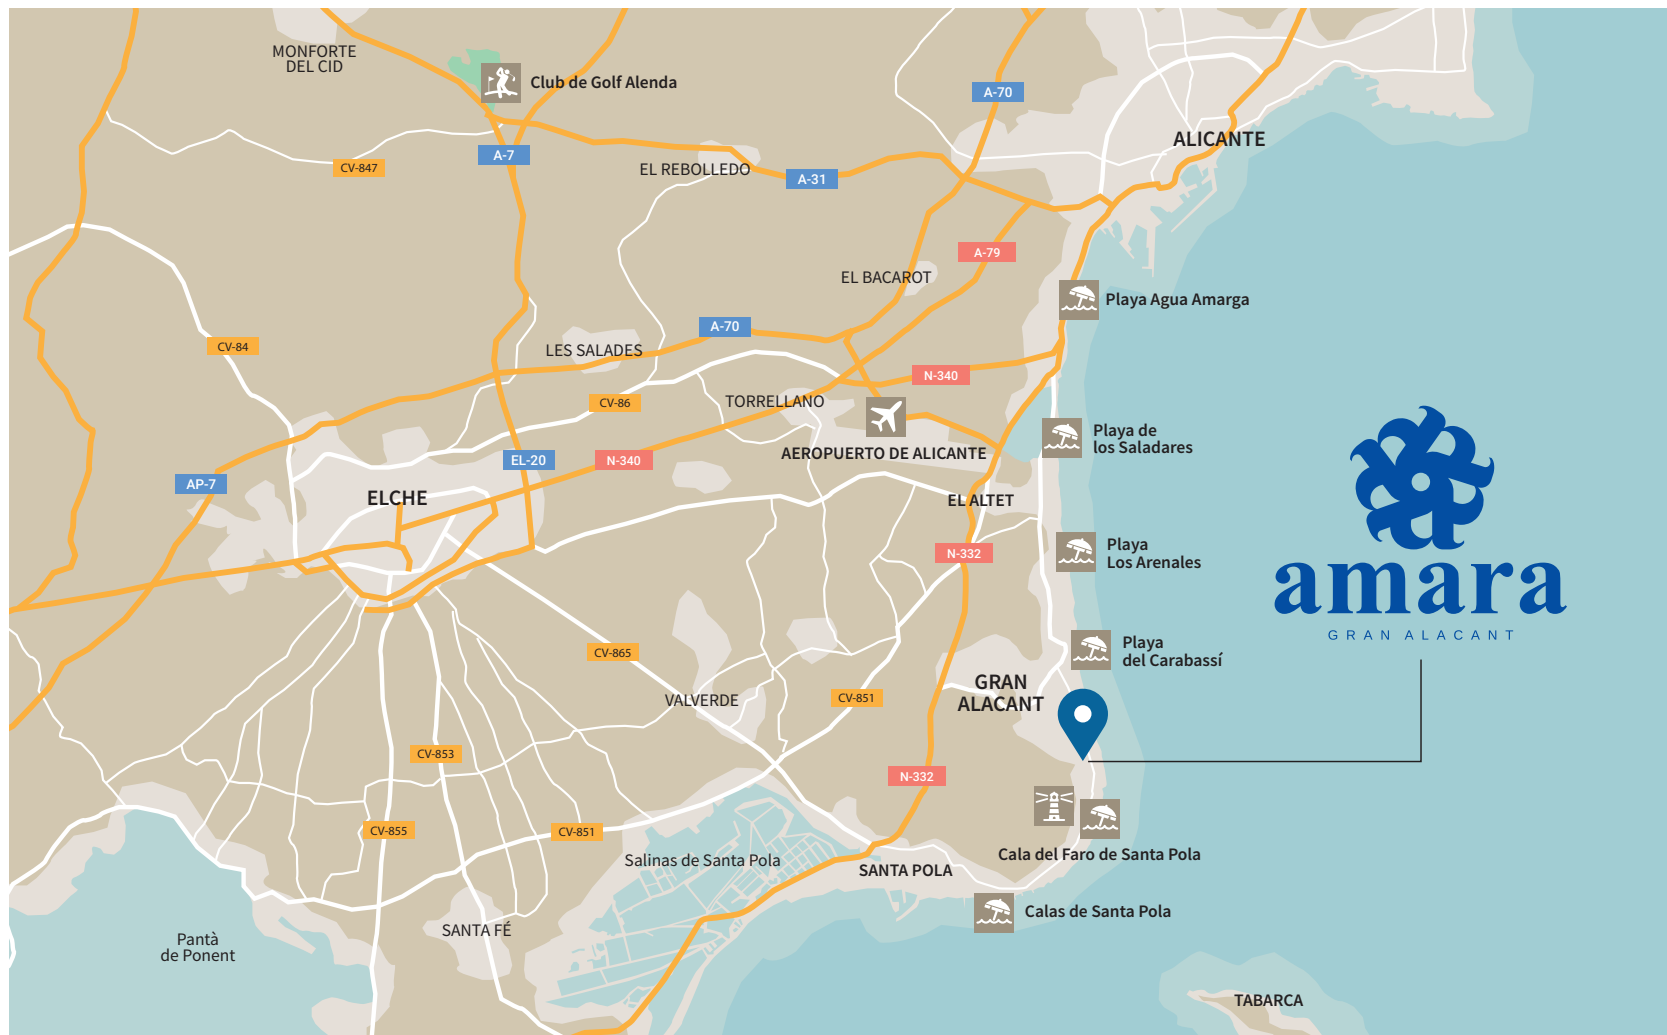 MONFORTE
DEL CID
Club de Golf Alenda
A-70
ALICANTE
A-7
CV-847
EL REBOLLEDO
A-31
A-79
EL BACAROT
Playa Agua Amarga
A-70
CV-84
LES SALADES
N-340
CV-86
TORRELLANO
Playa de
los Saladares
AEROPUERTO DE ALICANTE
EL-20
N-340
AP-7
ELCHE
EL ALTET
N-332
Playa
Los Arenales
amara
GRAN ALACANT
CV-865
Playa
del Carabassí
GRAN
ALACANT
VALVERDE
CV-851
CV-853
N-332
CV-855
CV-851
Salinas de Santa Pola
Cala del Faro de Santa Pola
SANTA POLA
Calas de Santa Pola
SANTA FÉ
Pantà
de Ponent
TABARCA